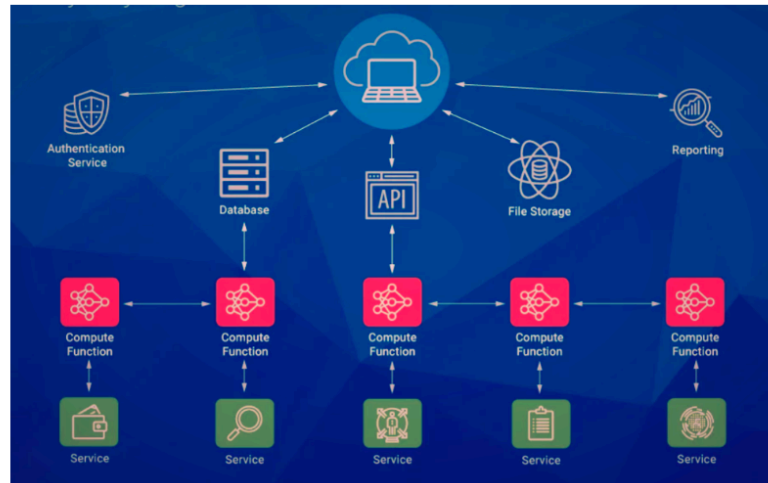 Authentication
Service
Reporting
Database
API
File Storage
Compute
Function
Compute
Function
Compute
Function
Compute
Function
Compute
Function
Service
Service
Service
Service
Service